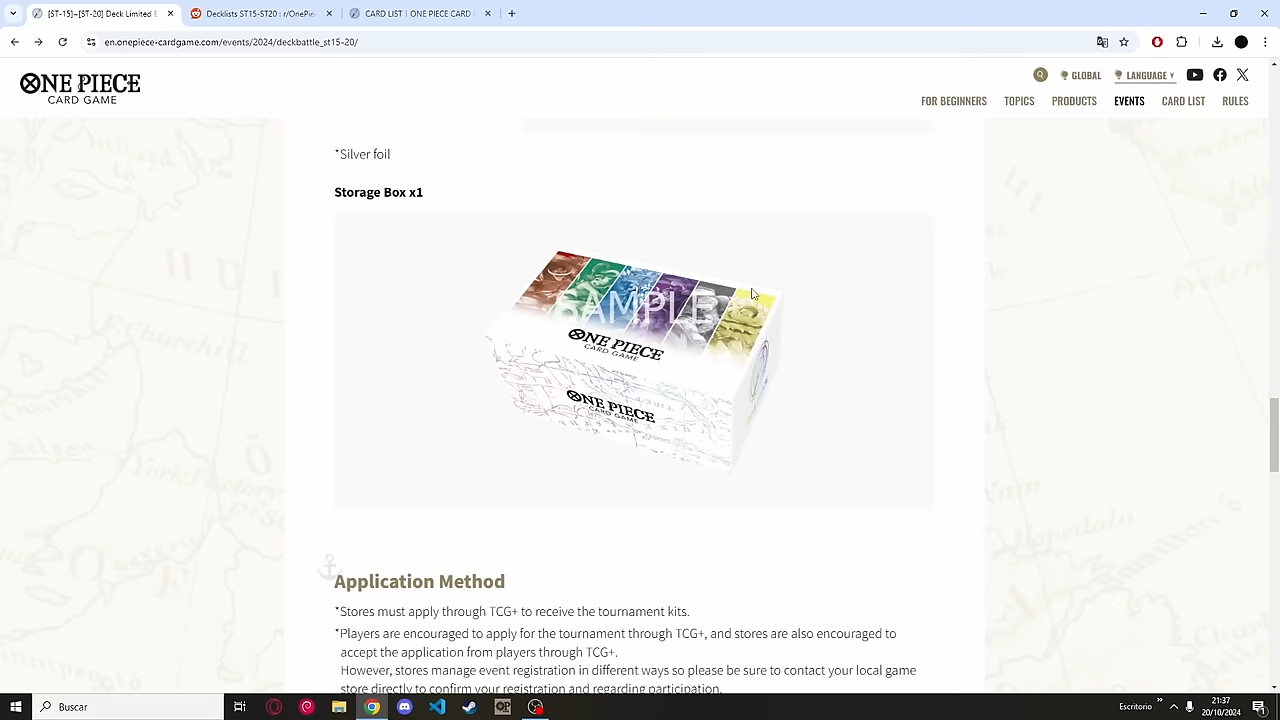 [ST-15]~[ST-20] Deck Limited B
Decklists ST15-ST20 : r/OnePie
CARD LIST | ONE PIECE CARD
en.onepiece-cardgame.com/events/2024/deckbattle_st15-20/
ONE PIECE
CARD GAME
GLOBAL
LANGUAGE
FOR BEGINNERS
TOPICS
PRODUCTS
EVENTS
CARD LIST
RULES
*Silver foil
Storage Box x1
SAMPLE
ONE PIECE
CARD GAME
ONE PIECE
CARD GAME
Application Method
*Stores must apply through TCG+ to receive the tournament kits.
*Players are encouraged to apply for the tournament through TCG+, and stores are also encouraged to
accept the application from players through TCG+.
However, stores manage event registration in different ways so please be sure to contact your local game
store directly to confirm your registration and regarding participation.
Buscar
Escritorio
21:37
20/10/2024